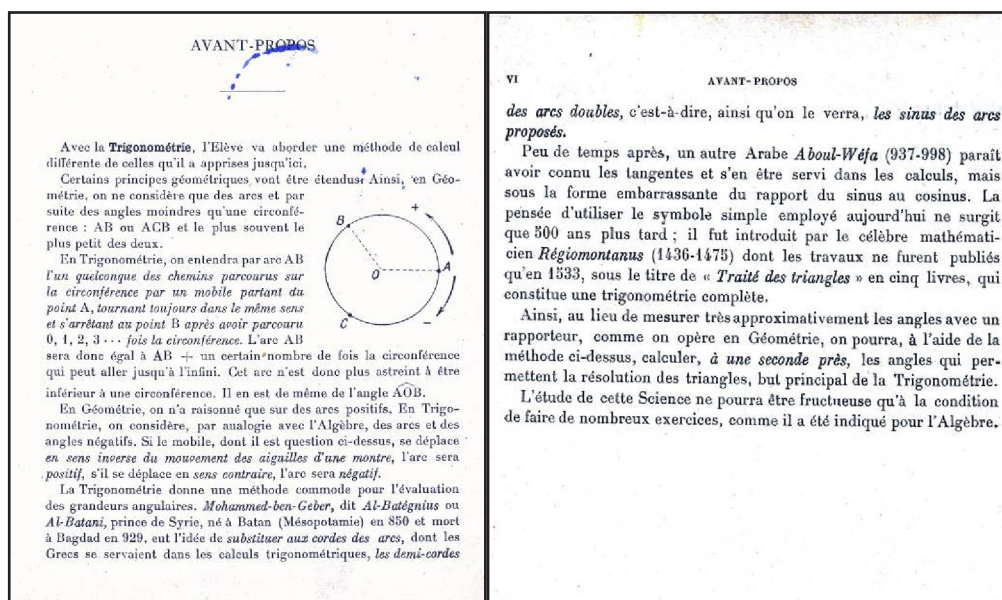 AVANT-PROPOS
Avec la Trigonométrie, l'Elève va aborder une méthode de calcul
différente de celles qu'il a apprises jusqu'ici.
Certains principes géométriques vont être étendus. Ainsi, en Géo-
métrie, on ne considère que des arcs et par
suite des angles moindres qu'une circonfé-
rence : AB ou ACB et le plus souvent le
plus petit des deux.
En Trigonométrie, on entendra par arc AB
l'un quelconque des chemins parcourus sur
la circonférence par un mobile partant du
point A, tournant toujours dans le même sens
et s'arrêtant au point B après avoir parcouru
0, 1, 2, 3 ··· fois la circonférence. L'arc AB
sera donc égal à AB + un certain nombre de fois la circonférence
qui peut aller jusqu'à l'infini. Cet arc n'est donc plus astreint à être
inférieur à une circonférence. Il en est de même de l'angle AOB.
En Géométrie, on n'a raisonné que sur des arcs positifs. En Trigo-
nométrie, on considère, par analogie avec l'Algèbre, des arcs et des
angles négatifs. Si le mobile, dont il est question ci-dessus, se déplace
en sens inverse du mouvement des aiguilles d'une montre, l'arc sera
positif, s'il se déplace en sens contraire, l'arc sera négatif.
La Trigonométrie donne une méthode commode pour l'évaluation
des grandeurs angulaires. Mohammed-ben-Geber, dit Al-Batégnius ou
Al-Batani, prince de Syrie, né à Batan (Mésopotamie) en 850 et mort
à Bagdad en 929, eut l'idée de substituer aux cordes des arcs, dont les
Grecs se servaient dans les calculs trigonométriques, les demi-cordes
B
+
O
A
C
−
VI
AVANT-PROPOS
des arcs doubles, c'est-à-dire, ainsi qu'on le verra, les sinus des arcs
proposés.
Peu de temps après, un autre Arabe Aboul-Wéfa (937-998) paraît
avoir connu les tangentes et s'en être servi dans les calculs, mais
sous la forme embarrassante du rapport du sinus au cosinus. La
pensée d'utiliser le symbole simple employé aujourd'hui ne surgit
que 500 ans plus tard ; il fut introduit par le célèbre mathémati-
cien Régiomontanus (1436-1475) dont les travaux ne furent publiés
qu'en 1533, sous le titre de « Traité des triangles » en cinq livres, qui
constitue une trigonométrie complète.
Ainsi, au lieu de mesurer très approximativement les angles avec un
rapporteur, comme on opère en Géométrie, on pourra, à l'aide de la
méthode ci-dessus, calculer, à une seconde près, les angles qui per-
mettent la résolution des triangles, but principal de la Trigonométrie.
L'étude de cette Science ne pourra être fructueuse qu'à la condition
de faire de nombreux exercices, comme il a été indiqué pour l'Algèbre.